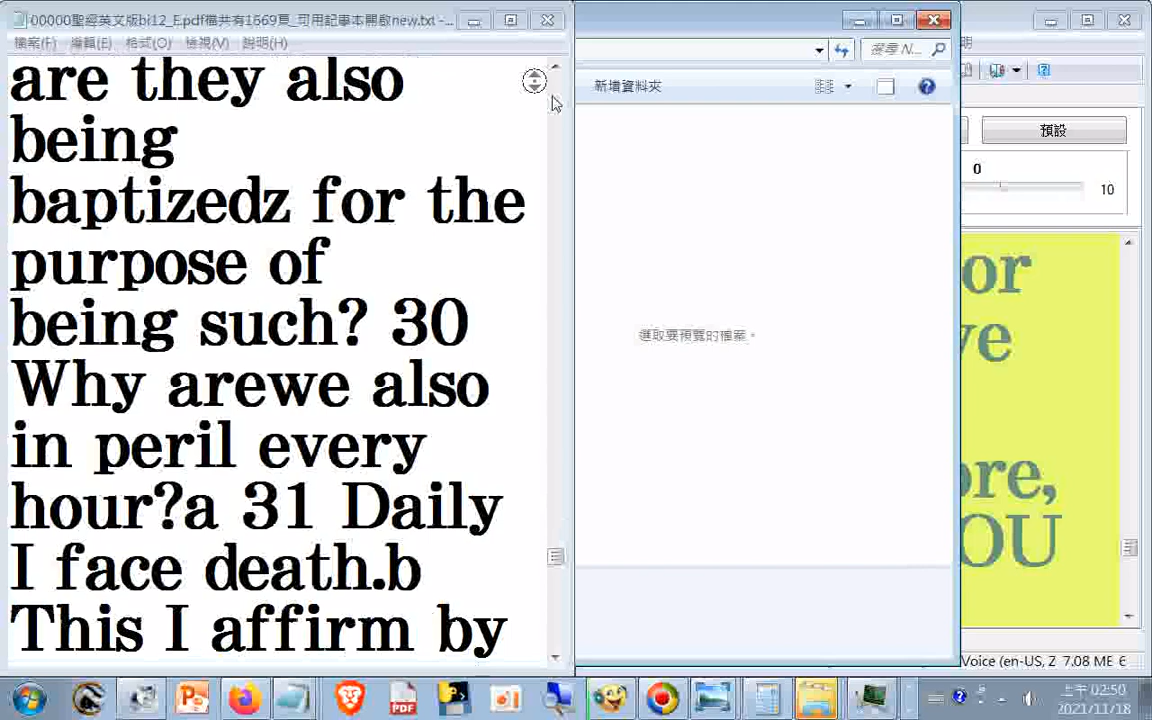 00000聖經英文版bi12_E.pdf檔共有1669頁_可用記事本開啟new.txt -...
檔案(F) 編輯(E) 格式(O) 檢視(V) 說明(H)
are they also
being
baptizedz for the
purpose of
being such? 30
Why arewe also
in peril every
hour?a 31 Daily
I face death.b
This I affirm by
搜尋 N...
新增資料夾
選取要預覽的檔案。
明
預設
0
10
or
ve
ore,
OU
Voice (en-US, Z 7.08 ME 6
PDF
上午 02:50
2021/11/18